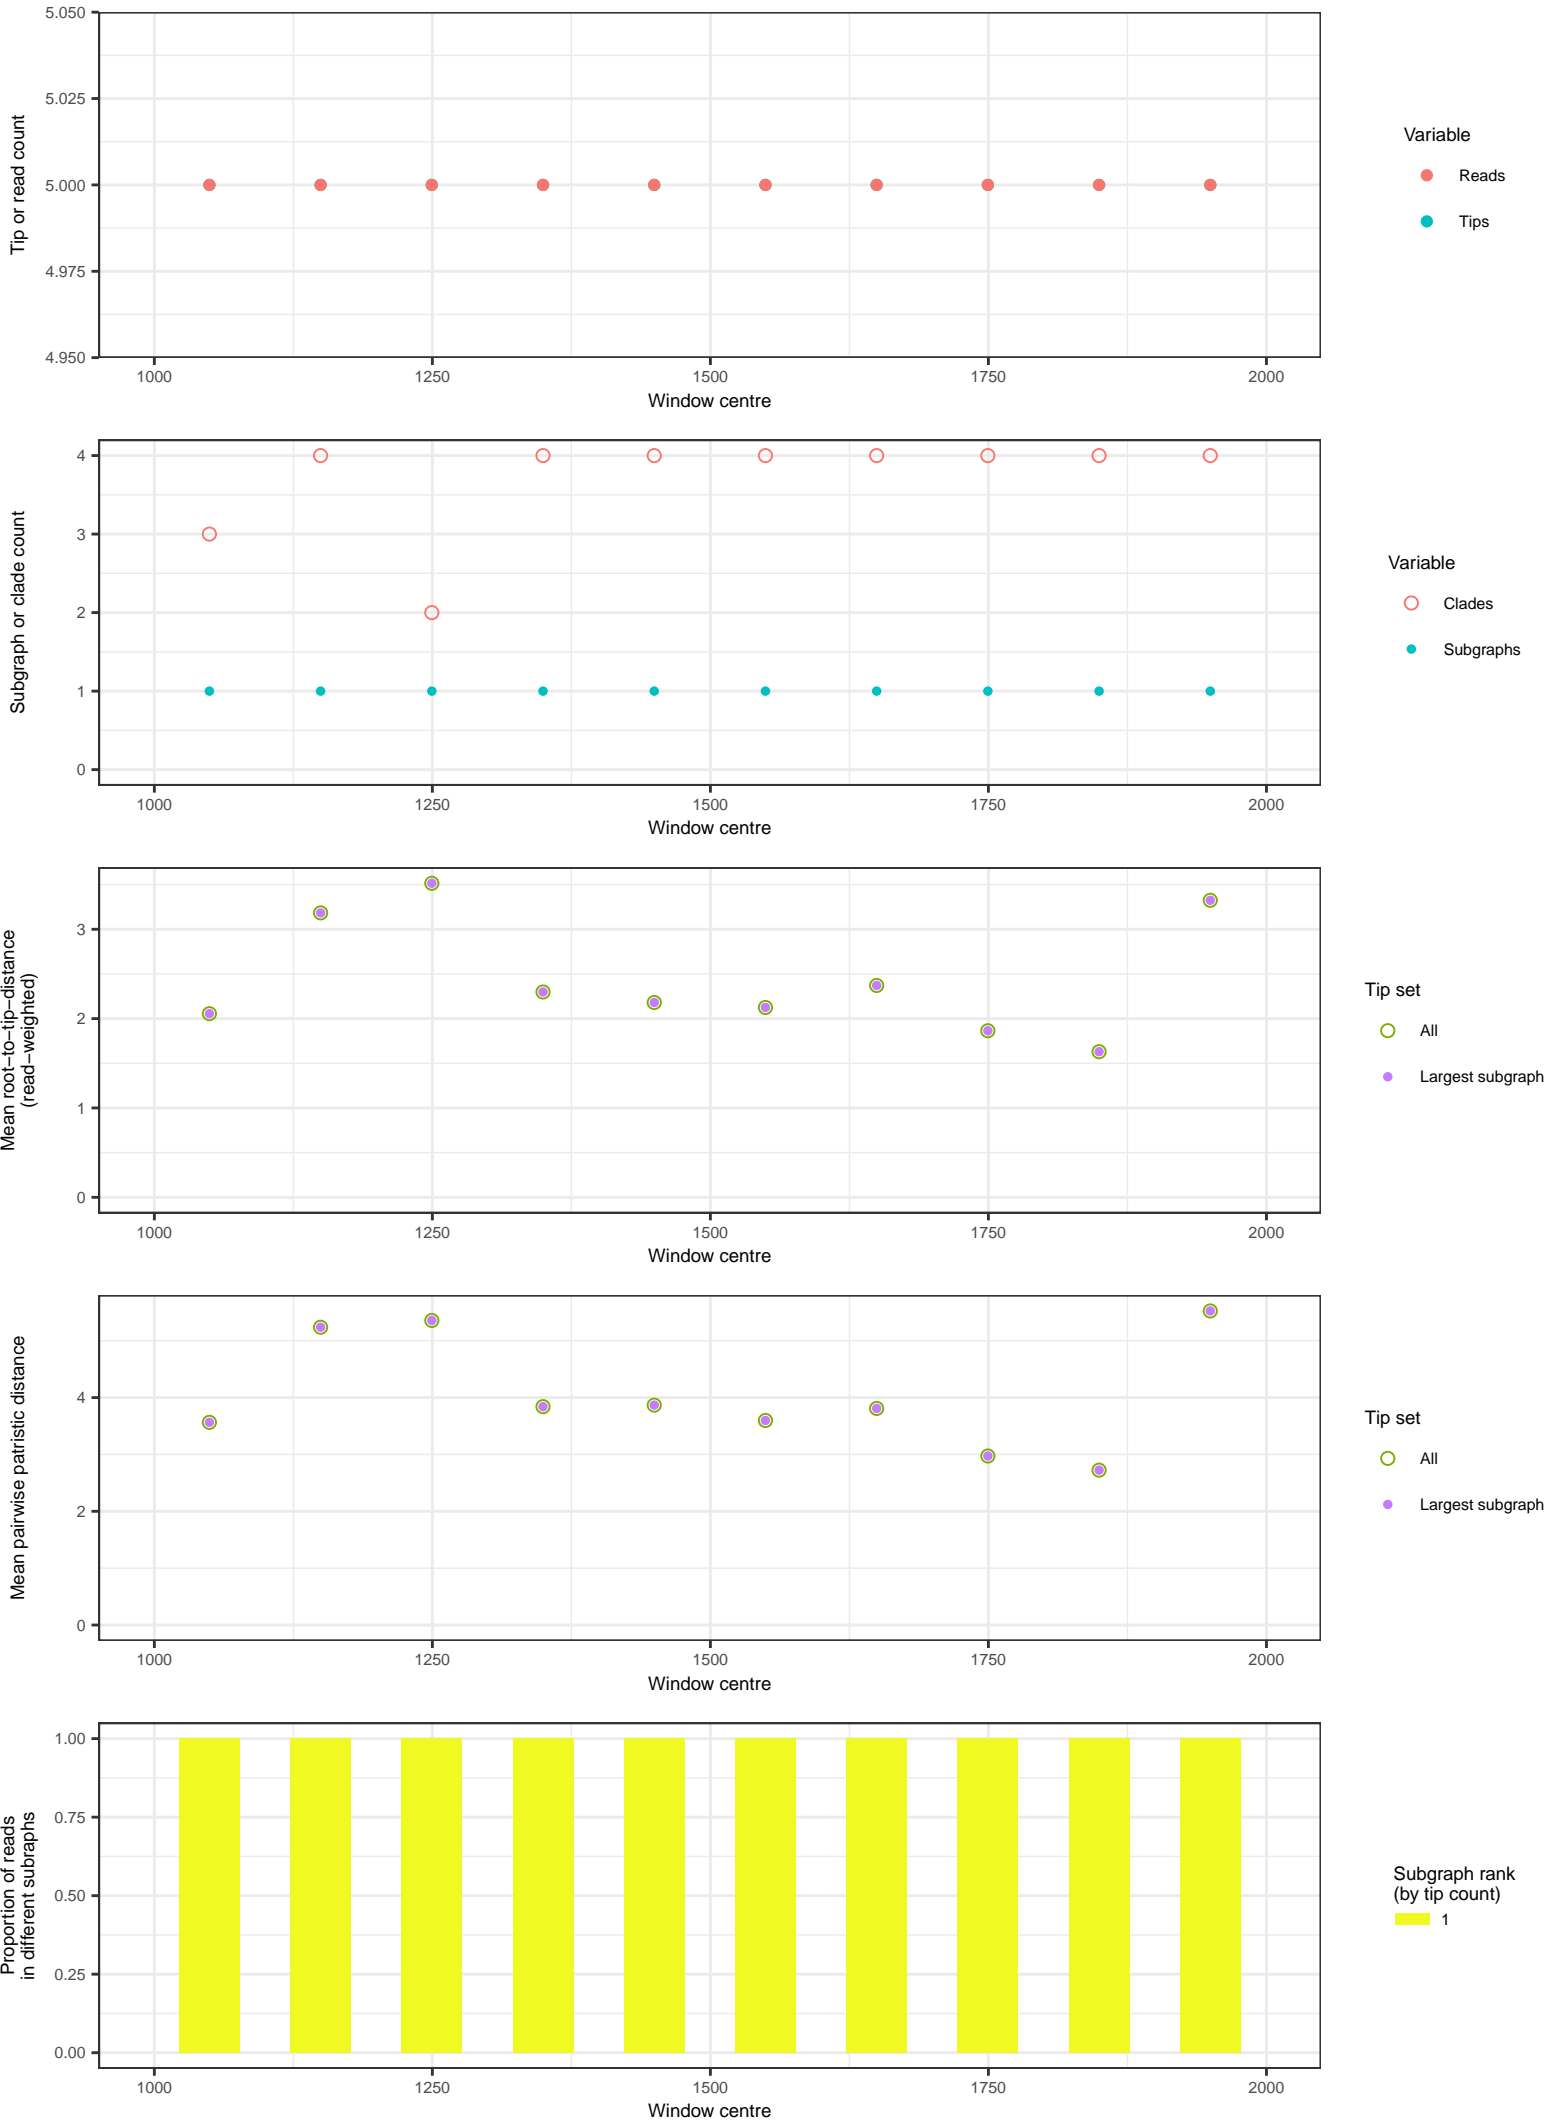 5.050
5.025
5.000
4.975
4.950
Tip or read count
1000 1250 1500 1750 2000
Window centre
Variable
Reads
Tips
4
3
2
1
0
Subgraph or clade count
1000 1250 1500 1750 2000
Window centre
Variable
Clades
Subgraphs
3
2
1
0
Mean root−to−tip−distance
(read−weighted)
1000 1250 1500 1750 2000
Window centre
Tip set
All
Largest subgraph
4
2
0
Mean pairwise patristic distance
1000 1250 1500 1750 2000
Window centre
Tip set
All
Largest subgraph
1.00
0.75
0.50
0.25
0.00
Proportion of reads
in different subraphs
1000 1250 1500 1750 2000
Window centre
Subgraph rank
(by tip count)
1